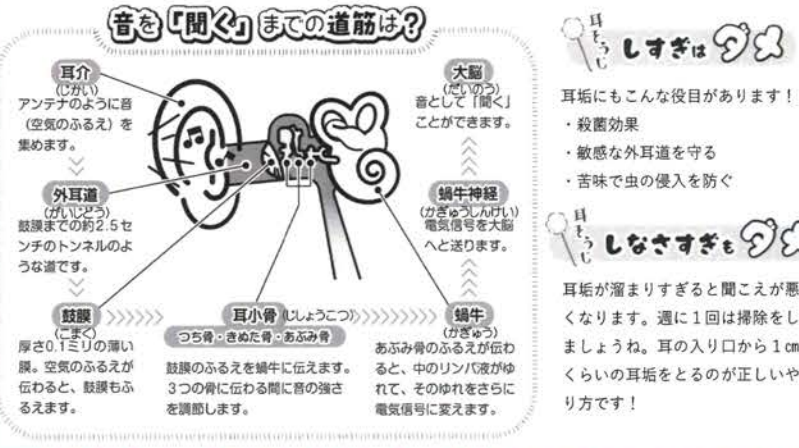 音を「聞く」までの道筋は？
耳介
(じかい)
アンテナのように音
(空気のふるえ) を
集めます。
外耳道
(がいじどう)
鼓膜までの約2.5セ
ンチのトンネルのよ
うな道です。
鼓膜
(こまく)
厚さ0.1ミリの薄い
膜。空気のふるえが
伝わると、鼓膜もふ
るえます。
耳小骨 (じしょうこつ)
つち骨・きぬた骨・あぶみ骨
鼓膜のふるえを蝸牛に伝えます。
3つの骨に伝わる間に音の強さ
を調節します。
蝸牛
(かぎゅう)
あぶみ骨のふるえが伝わ
ると、中のリンパ液がゆ
れて、そのゆれをさらに
電気信号に変えます。
蝸牛神経
(かぎゅうしんけい)
電気信号を大脳
へと送ります。
大脳
(だいのう)
音として「聞く」
ことができます。
耳そうじ
しすぎは ダメ
耳垢にもこんな役目があります！
・殺菌効果
・敏感な外耳道を守る
・苦味で虫の侵入を防ぐ
耳そうじ
しなさすぎも ダメ
耳垢が溜まりすぎると聞こえが悪
くなります。週に1回は掃除をし
ましょうね。耳の入り口から1cm
くらいの耳垢をとるのが正しいや
り方です！